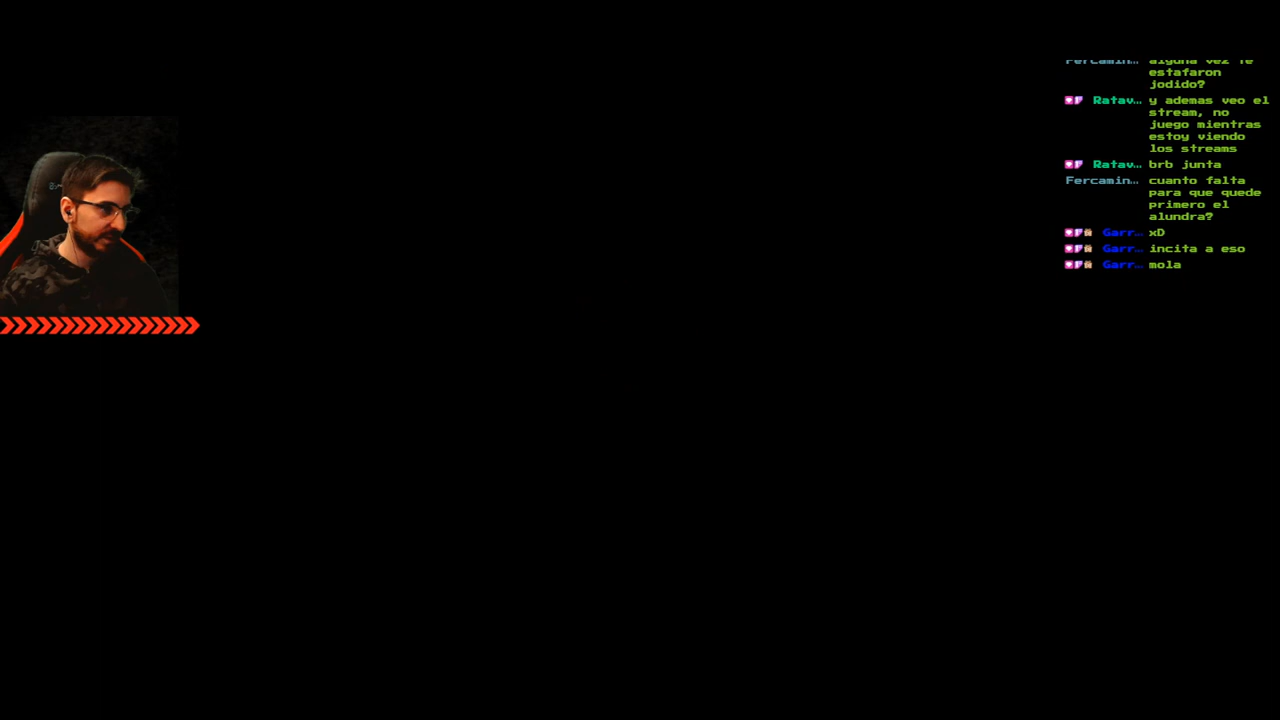 Fercamin… alguna vez te
estafaron
jodido?
Ratav… y ademas veo el
stream, no
juego mientras
estoy viendo
los streams
Ratav… brb junta
Fercamin… cuanto falta
para que quede
primero el
alundra?
Garr… xD
Garr… incita a eso
Garr… mola